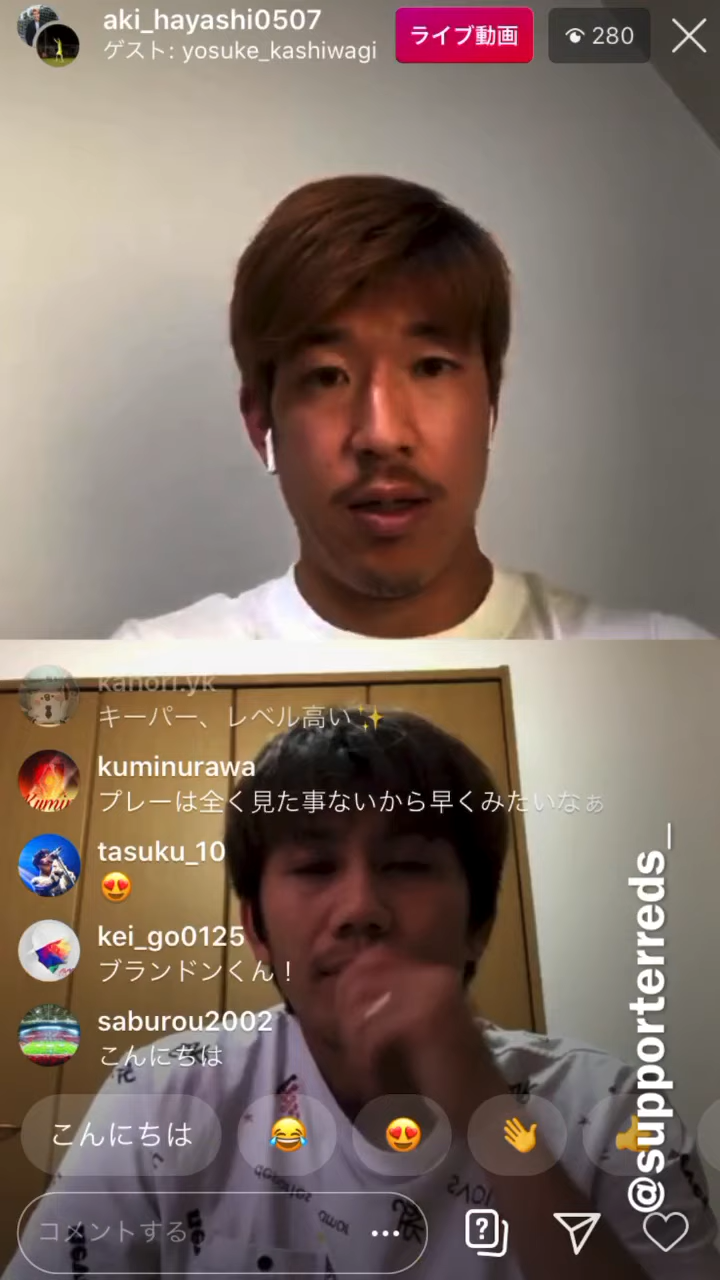 aki_hayashi0507
ゲスト: yosuke_kashiwagi
ライブ動画
280
kahori.yk
キーパー、レベル高い✨
kuminurawa
プレーは全く見た事ないから早くみたいなぁ
tasuku_10
😍
kei_go0125
ブランドンくん！
saburou2002
こんにちは
こんにちは 😂 😍 👋 👍
コメントする
@supporterreds_